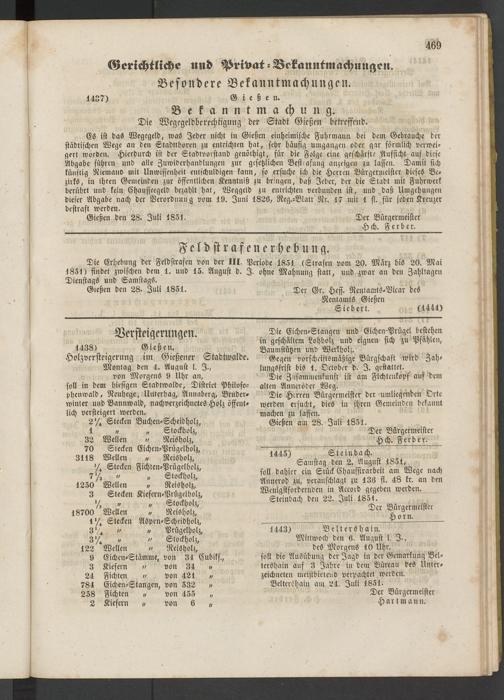 469
Gerichtliche und Privat-Bekanntmachungen.
Besondere Bekanntmachungen.
1437) Gießen.
Bekanntmachung.
Die Wegegeldberechtigung der Stadt Gießen betreffend.
Es ist das Wegegeld, was Jeder nicht in Gießen einheimische Fuhrmann bei dem Gebrauche der
städtischen Wege an den Stadtthoren zu entrichten hat, sehr häufig umgangen oder gar förmlich verwei-
gert worden. Hierdurch ist der Stadtvorstand genöthigt, für die Folge eine geschärfte Aufsicht auf diese
Abgabe führen und alle Zuwiderhandlungen zur gesetzlichen Bestrafung anzeigen zu lassen. Damit sich
künftig Niemand mit Unwissenheit entschuldigen kann, so ersuche ich die Herren Bürgermeister dieses Be-
zirks, in ihren Gemeinden zur öffentlichen Kenntniß zu bringen, daß Jeder, der die Stadt mit Fuhrwerk
berührt und kein Chausseegeld bezahlt hat, Weggeld zu entrichten verbunden ist, und daß Umgehungen
dieser Abgabe nach der Verordnung vom 19. Juni 1826, Reg.-Blatt Nr. 17 mit 1 fl. für jeden Kreuzer
bestraft werden.
Gießen den 28. Juli 1851. Der Bürgermeister
Hch. Ferber.
Feldstrafenerhebung.
Die Erhebung der Feldstrafen von der III. Periode 1851 (Strafen vom 20. März bis 20. Mai
1851) findet zwischen dem 1. und 15. August d. J. ohne Mahnung statt, und zwar an den Zahltagen
Dienstags und Samstags.
Gießen den 28. Juli 1851. Der Gr. Hess. Rentamts-Vicar des
Rentamts Gießen
Siebert. (1444)
Versteigerungen.
1438) Gießen.
Holzversteigerung im Gießener Stadtwalde.
Montag den 4. August l. J.,
von Morgens 9 Uhr an,
soll in dem hiesigen Stadtwalde, District Philoso-
phenwald, Neuhege, Unterhag, Annaberg, Bruder-
winter und Bannwald, nachverzeichnetes Holz öffent-
lich versteigert werden.
2¼ Stecken Buchen-Scheidholz,
1 „ „ Stockholz,
32 Wellen „ Reisholz,
70 Stecken Eichen-Prügelholz,
3118 Wellen „ Reisholz,
Stecken Fichten-Prügelholz,
„ „ Stockholz,
1250 Wellen „ Reisholz,
3 Stecken Kiefern-Prügelholz,
„ „ Stockholz,
18700 Wellen „ Reisholz,
Stecken Aspen-Scheidholz,
„ „ Prügelholz,
„ „ Stockholz,
122 Wellen „ Reisholz,
9 Eichen-Stämme, von 34 Cubikf.,
3 Kiefern „ von 34 „
24 Fichten „ von 421 „
784 Eichen-Stangen, von 532 „
258 Fichten „ von 455 „
2 Kiefern „ von 6 „
Die Eichen-Stangen und Eichen-Prügel bestehen
in geschältem Lohholz und eignen sich zu Pfählen,
Baumstützen und Werkholz.
Gegen vorschriftsmäßige Bürgschaft wird Zah-
lungsfrist bis 1. October d. J. gestattet.
Die Zusammenkunft ist am Fichtenkopf auf dem
alten Anneröder Weg.
Die Herren Bürgermeister der umliegenden Orte
werden ersucht, dies in ihren Gemeinden bekannt
machen zu lassen.
Gießen am 28. Juli 1851.
Der Bürgermeister
Hch. Ferber.
1445) Steinbach.
Samstag den 2. August 1851,
soll dahier ein Stück Chaussirarbeit am Wege nach
Annerod zu, veranschlagt zu 136 fl. 48 kr. an den
Wenigstfordernden in Accord gegeben werden.
Steinbach den 22. Juli 1851.
Der Bürgermeister
Horn.
1443) Beltershain.
Mittwoch den 6. August l. J.,
des Morgens 10 Uhr,
soll die Ausübung der Jagd in der Gemarkung Bel-
tershain auf 3 Jahre in dem Büreau des Unter-
zeichneten meistbietend verpachtet werden.
Beltershain am 24. Juli 1851.
Der Bürgermeister
Hartmann.